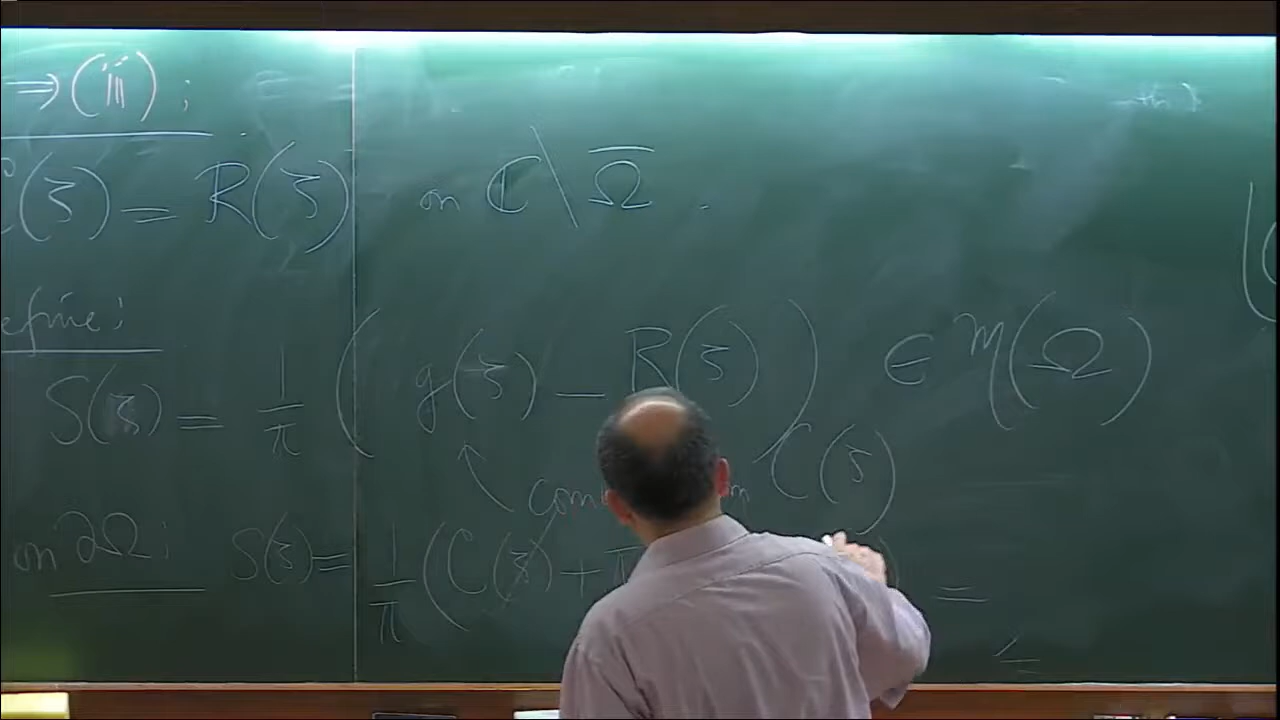 ⇒ (iii) :
C(ζ) = R(ζ) on ℂ \ Ω̄ .
efine :
S(ζ) = 1/π ( g(ζ) − R(ζ) ) ∈ M(Ω)
C(ζ)
on ∂Ω : S(ζ) = 1/π ( C(ζ) + π =